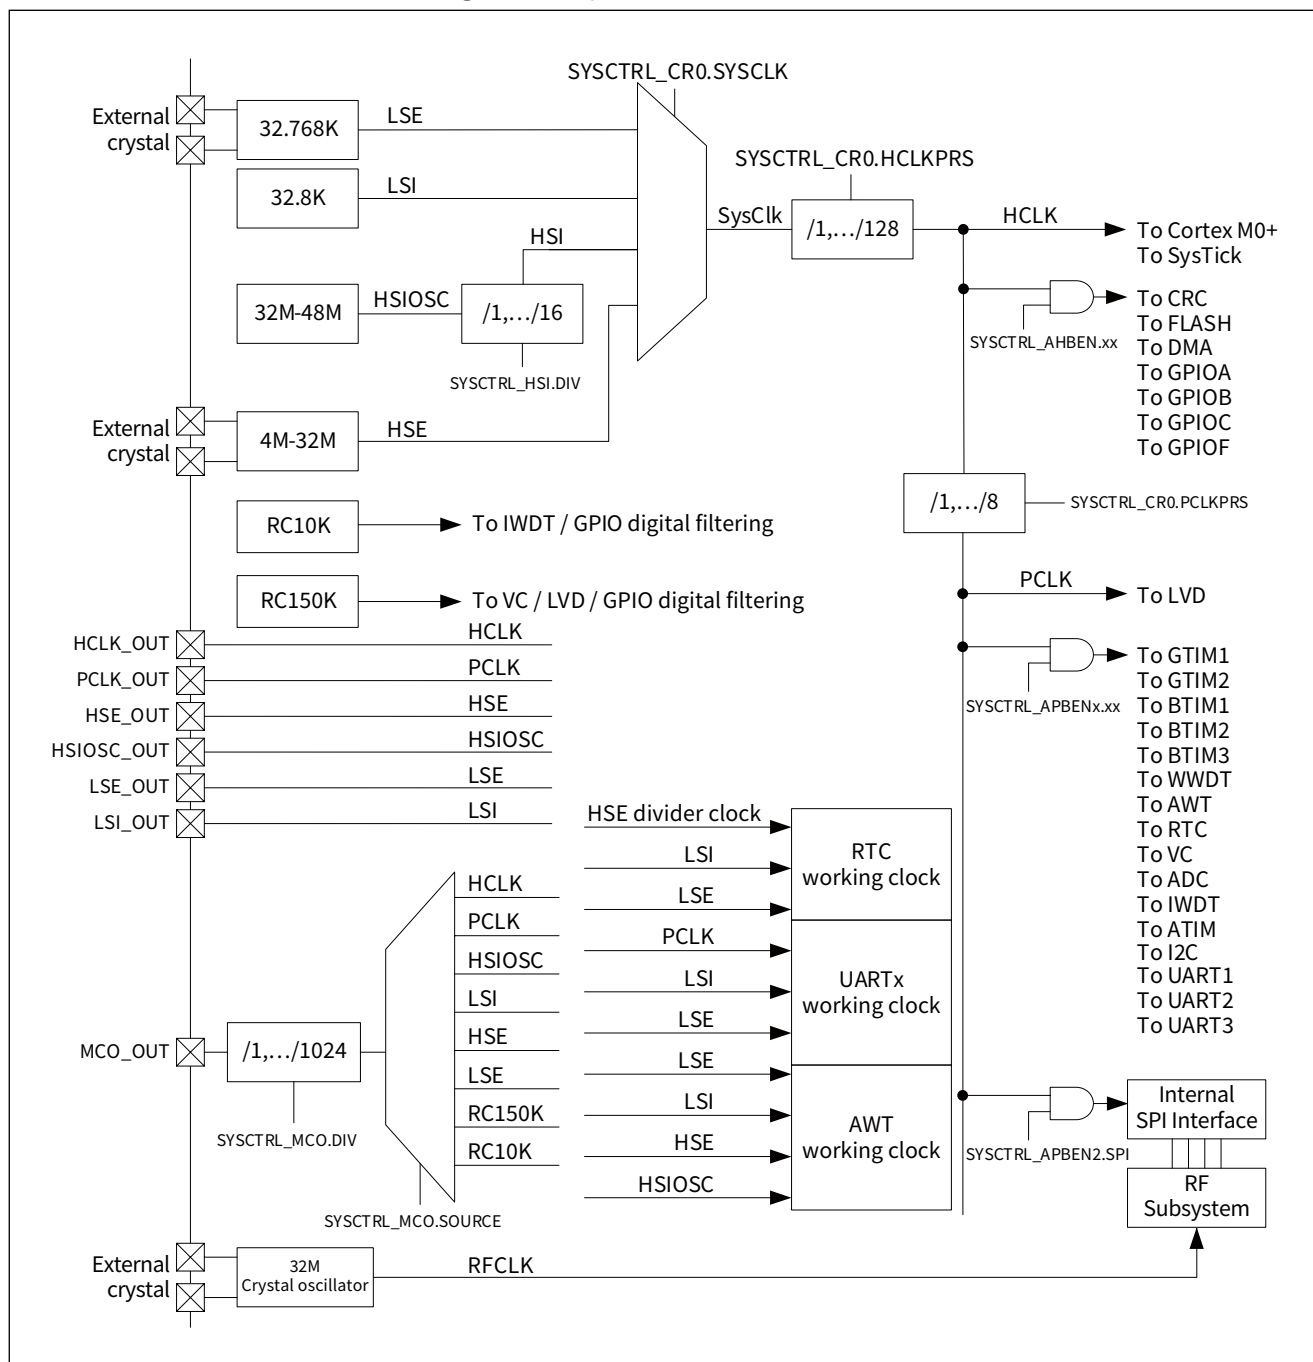 SYSCTRL_CR0.SYSCLK
External
crystal
32.768K
LSE
SYSCTRL_CR0.HCLKPRS
32.8K
LSI
SysClk
/1,.../128
HCLK
To Cortex M0+
To SysTick
HSI
32M-48M
HSIOSC
/1,.../16
SYSCTRL_HSI.DIV
SYSCTRL_AHBEN.xx
To CRC
To FLASH
To DMA
To GPIOA
To GPIOB
To GPIOC
To GPIOF
External
crystal
4M-32M
HSE
/1,.../8
SYSCTRL_CR0.PCLKPRS
RC10K
To IWDT / GPIO digital filtering
RC150K
To VC / LVD / GPIO digital filtering
PCLK
To LVD
HCLK_OUT
HCLK
PCLK_OUT
PCLK
HSE_OUT
HSE
HSIOSC_OUT
HSIOSC
LSE_OUT
LSE
LSI_OUT
LSI
SYSCTRL_APBENx.xx
To GTIM1
To GTIM2
To BTIM1
To BTIM2
To BTIM3
To WWDT
To AWT
To RTC
To VC
To ADC
To IWDT
To ATIM
To I2C
To UART1
To UART2
To UART3
HSE divider clock
LSI
LSE
RTC
working clock
PCLK
LSI
LSE
UARTx
working clock
LSE
LSI
HSE
HSIOSC
AWT
working clock
HCLK
PCLK
HSIOSC
LSI
HSE
LSE
RC150K
RC10K
MCO_OUT
/1,.../1024
SYSCTRL_MCO.DIV
SYSCTRL_MCO.SOURCE
SYSCTRL_APBEN2.SPI
Internal
SPI Interface
RF
Subsystem
External
crystal
32M
Crystal oscillator
RFCLK